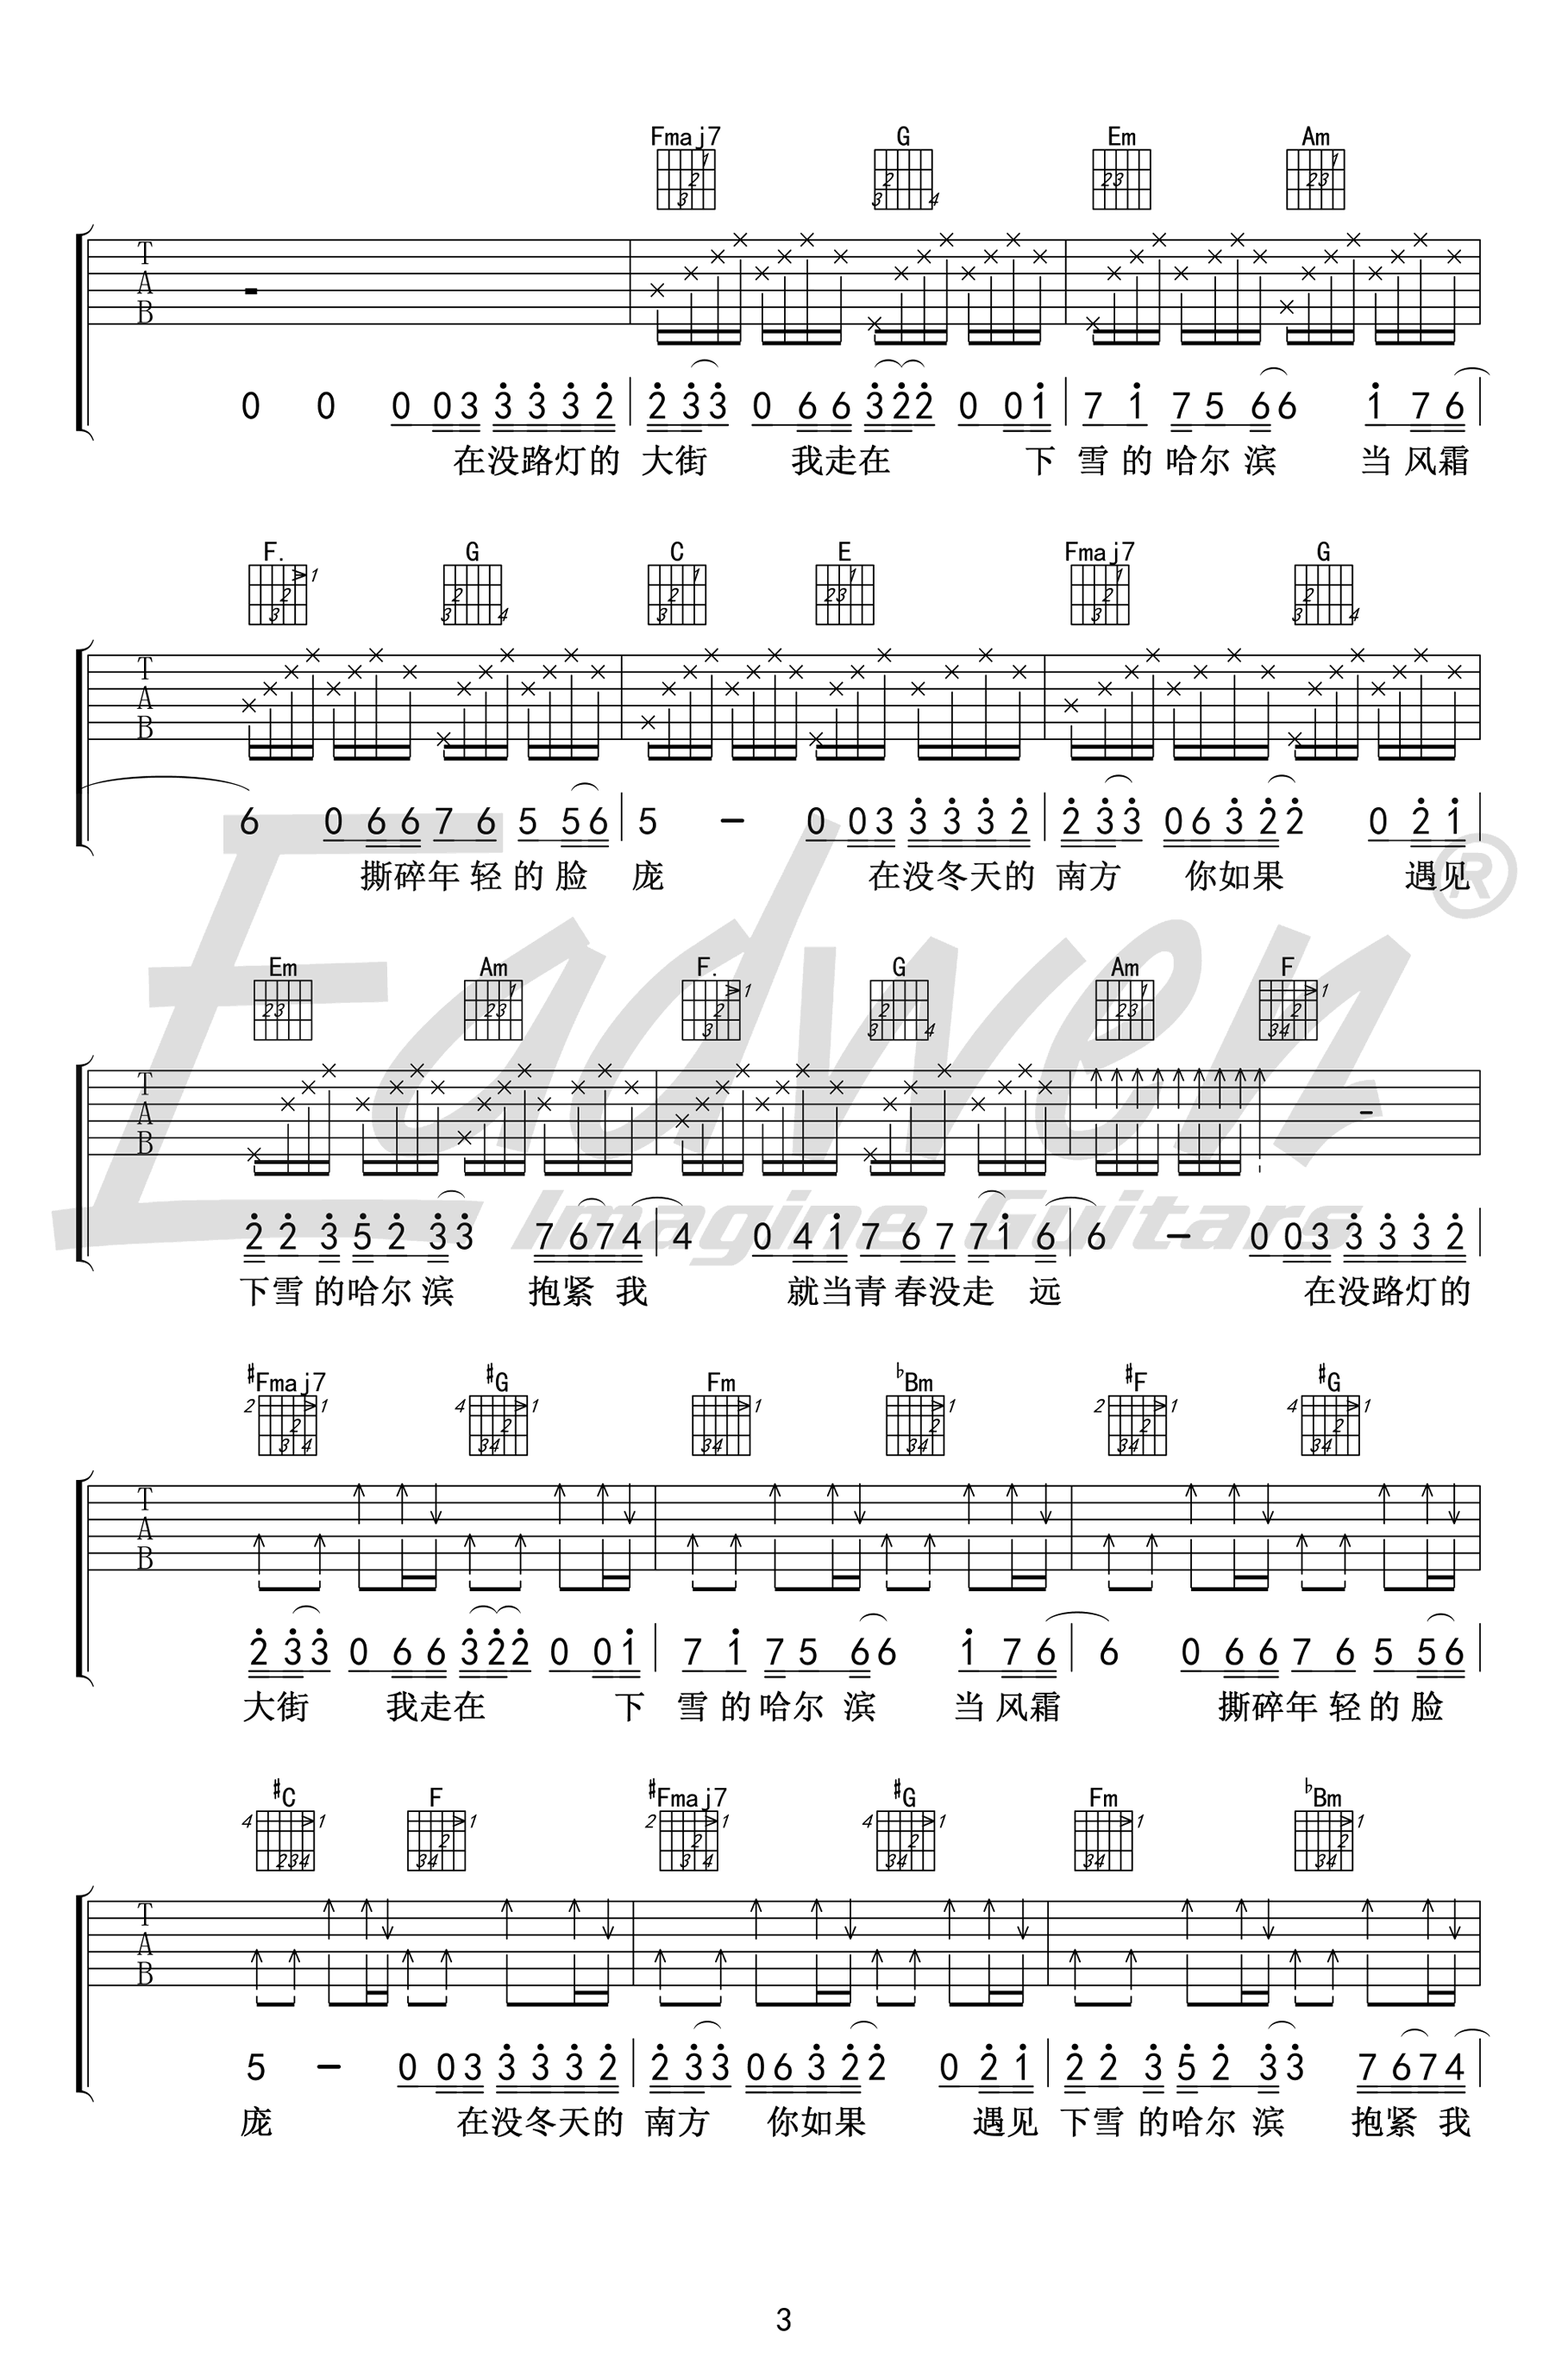 Fmaj7 G Em Am
T
A
B
0 0 0 0 3 3 3 3 2 2 3 3 0 6 6 3 2 2 0 0 1 7 1 7 5 6 6 1 7 6
在没路灯的 大街 我走在 下 雪的哈尔 滨 当 风霜
F. G C E Fmaj7 G
T
A
B
6 0 6 6 7 6 5 5 6 5 – 0 0 3 3 3 3 2 2 3 3 0 6 3 2 2 0 2 1
撕碎年轻的脸 庞 在没冬天的 南方 你如果 遇见
Em Am F. G Am F
T
A
B
2 2 3 5 2 3 3 7 6 7 4 4 0 4 1 7 6 7 7 1 6 6 – 0 0 3 3 3 3 2
下雪的哈尔 滨 抱紧 我 就当青春没走 远 在没路灯的
#Fmaj7 #G Fm bBm #F #G
T
A
B
2 3 3 0 6 6 3 2 2 0 0 1 7 1 7 5 6 6 1 7 6 6 0 6 6 7 6 5 5 6
大街 我走在 下 雪的哈尔 滨 当风霜 撕碎年轻的脸
#C F #Fmaj7 #G Fm bBm
T
A
B
5 – 0 0 3 3 3 3 2 2 3 3 0 6 3 2 2 0 2 1 2 2 3 5 2 3 3 7 6 7 4
庞 在没冬天的 南方 你如果 遇见 下雪的哈尔 滨 抱紧 我
Eadwen®
Imagine Guitars
3